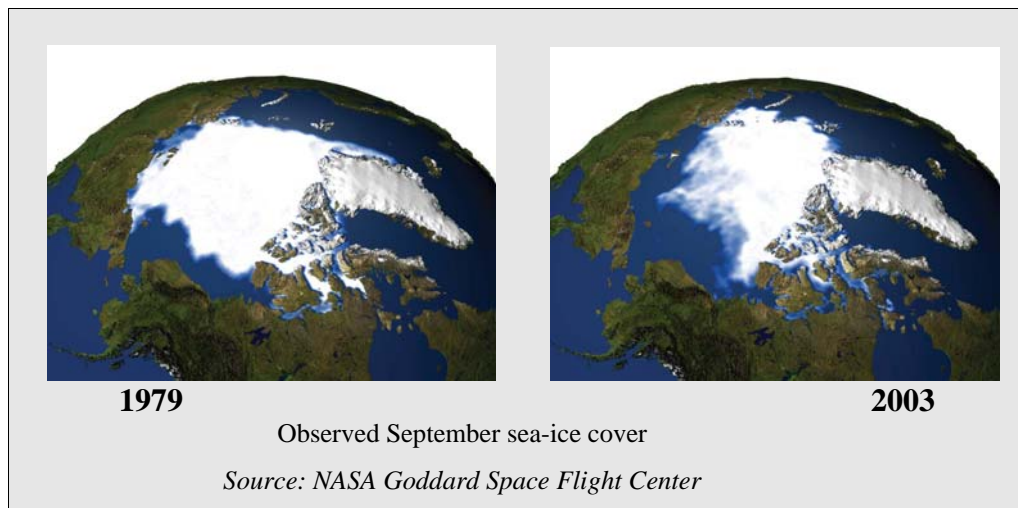 1979
2003
Observed September sea-ice cover
Source: NASA Goddard Space Flight Center